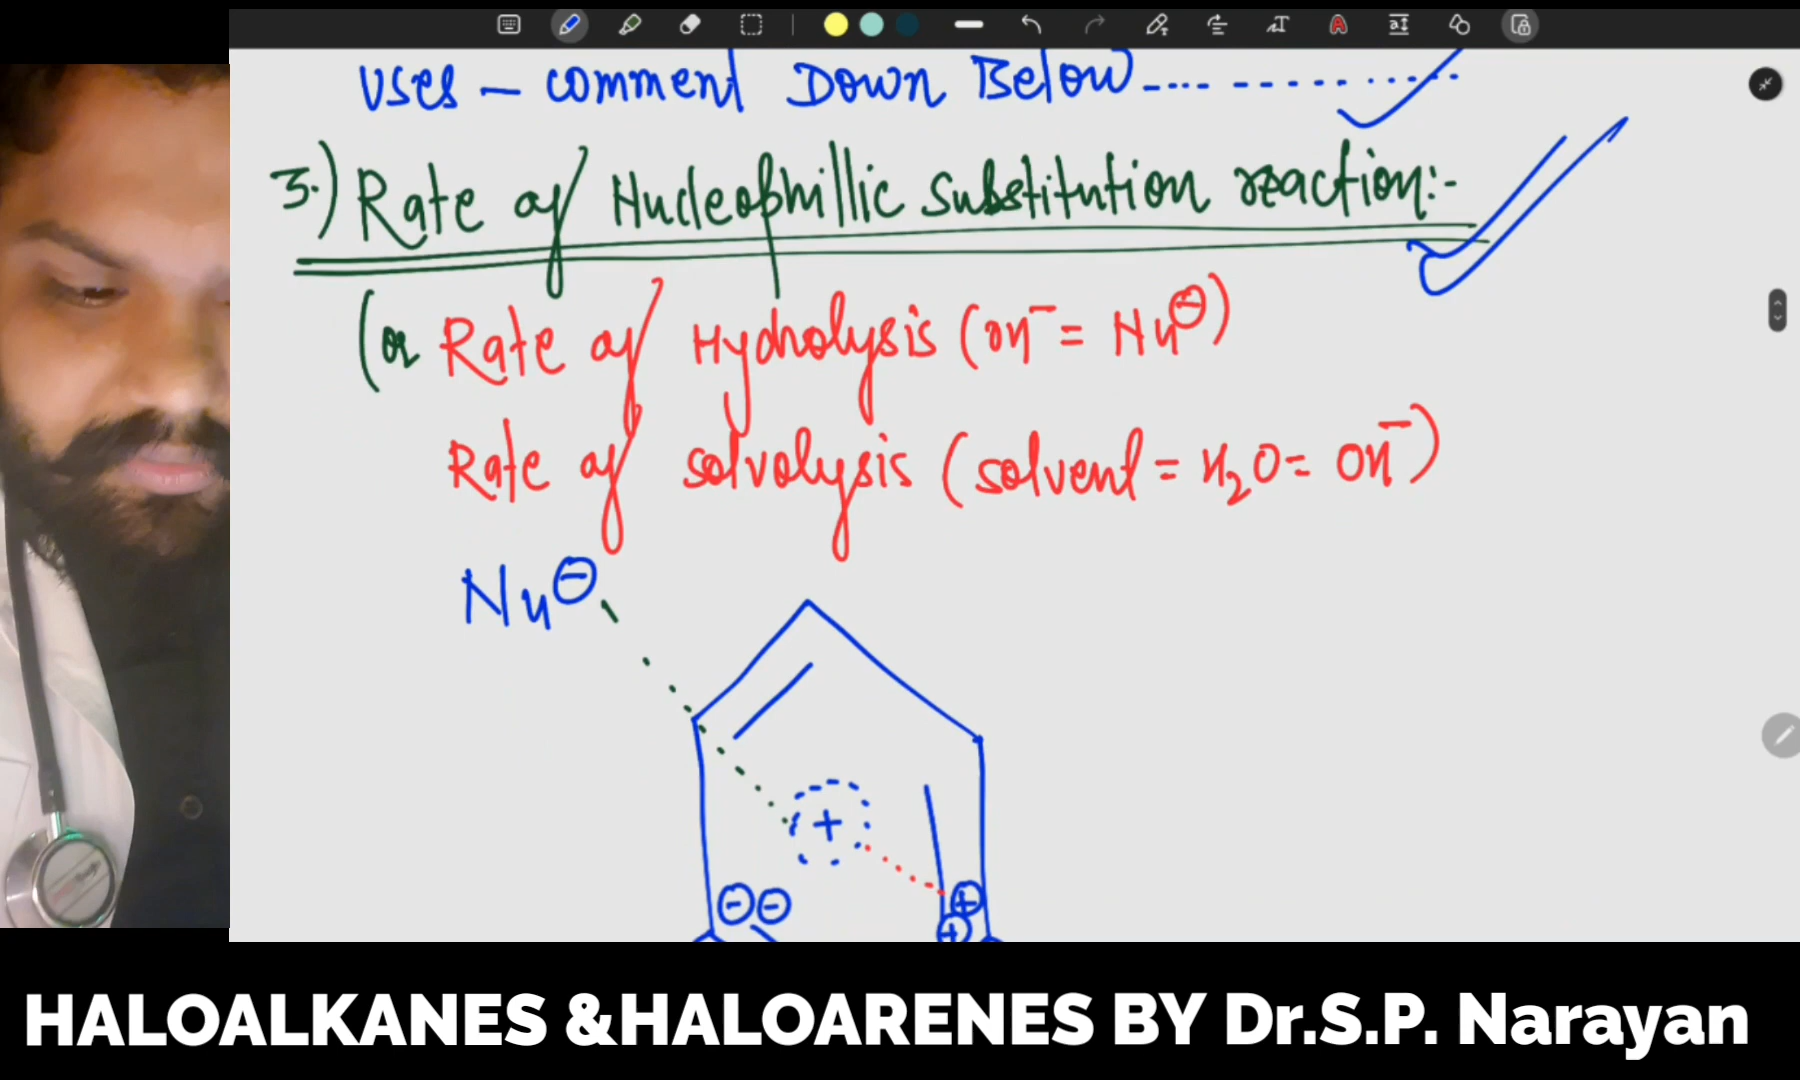 Uses - comment Down Below.... ..........
3.) Rate of Nucleophillic Substitution reaction:-
(or Rate of Hydrolysis (OH⁻ = Nu⊖)
Rate of solvolysis (solvent = H₂O = OH⁻)
Nu⊖
+
⊖⊖
⊕
⊕
HALOALKANES &HALOARENES BY Dr.S.P. Narayan